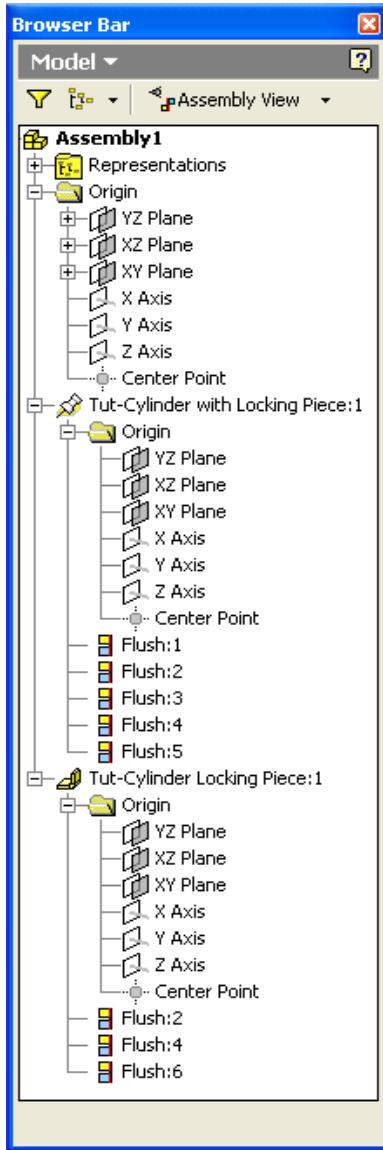 Browser Bar
Model
Assembly View
Assembly1
Representations
Origin
YZ Plane
XZ Plane
XY Plane
X Axis
Y Axis
Z Axis
Center Point
Tut-Cylinder with Locking Piece:1
Origin
YZ Plane
XZ Plane
XY Plane
X Axis
Y Axis
Z Axis
Center Point
Flush:1
Flush:2
Flush:3
Flush:4
Flush:5
Tut-Cylinder Locking Piece:1
Origin
YZ Plane
XZ Plane
XY Plane
X Axis
Y Axis
Z Axis
Center Point
Flush:2
Flush:4
Flush:6